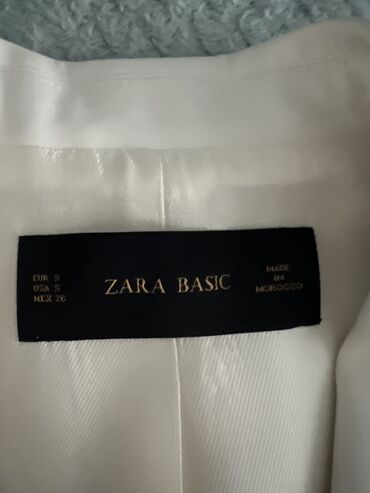 EUR S
USA S
MEX 26
ZARA BASIC
MADE
IN
MOROCCO